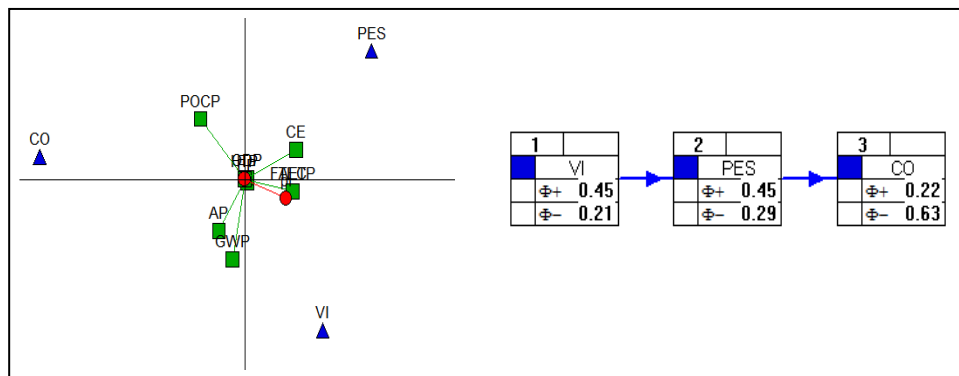 PES
POCP
CO
CE
AP
GWP
VI
1
VI
Φ+ 0.45
Φ− 0.21
2
PES
Φ+ 0.45
Φ− 0.29
3
CO
Φ+ 0.22
Φ− 0.63